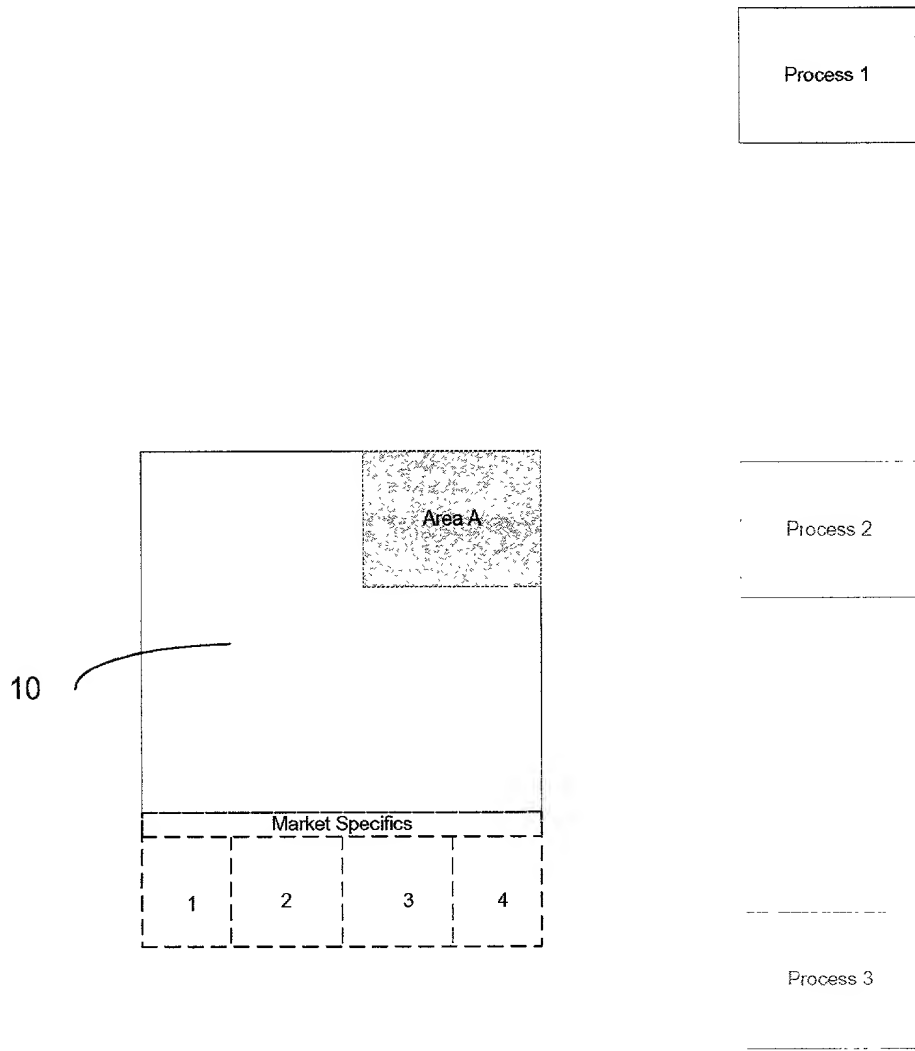 Process 1
Area A
Process 2
10
Market Specifics
1 2 3 4
Process 3